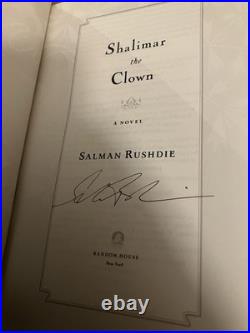 Shalimar
the
Clown
A NOVEL
SALMAN RUSHDIE
RANDOM HOUSE
New York